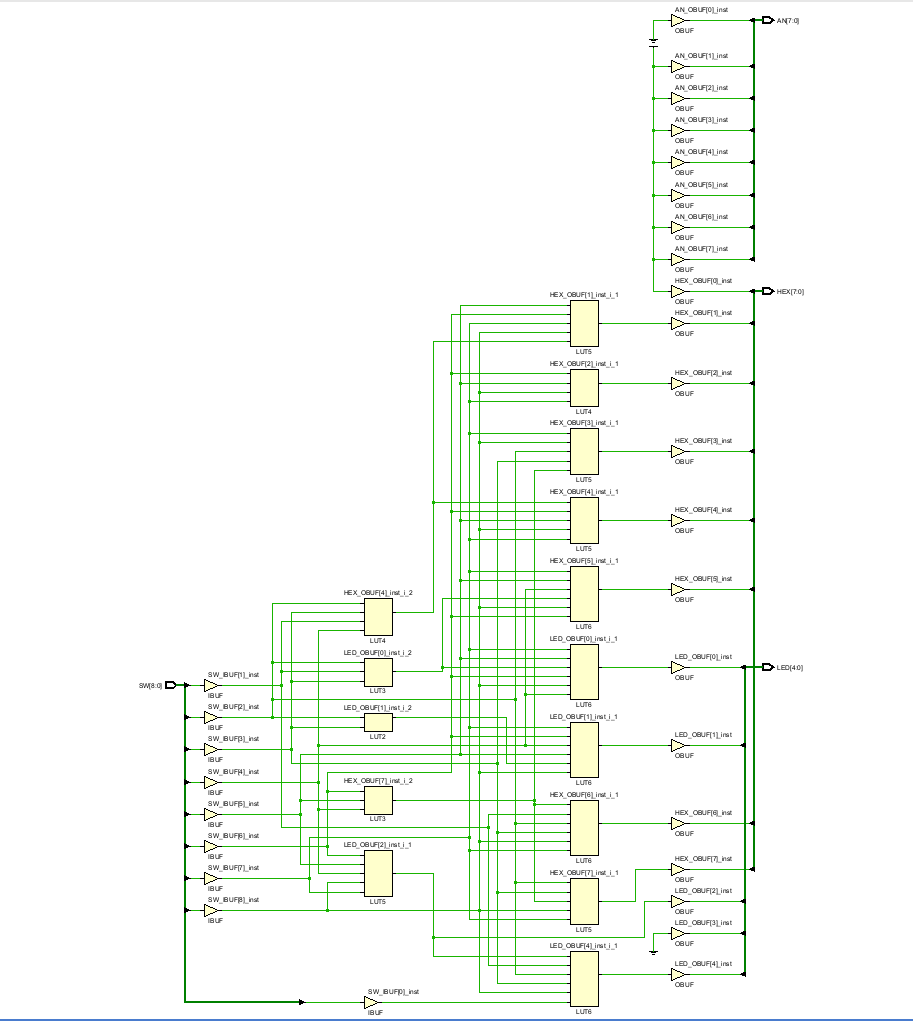 AN_OBUF[0]_inst
AN[7:0]
OBUF
AN_OBUF[1]_inst
OBUF
AN_OBUF[2]_inst
OBUF
AN_OBUF[3]_inst
OBUF
AN_OBUF[4]_inst
OBUF
AN_OBUF[5]_inst
OBUF
AN_OBUF[6]_inst
OBUF
AN_OBUF[7]_inst
OBUF
HEX_OBUF[0]_inst
HEX[7:0]
OBUF
HEX_OBUF[1]_inst_i_1
LUT5
HEX_OBUF[1]_inst
OBUF
HEX_OBUF[2]_inst_i_1
LUT4
HEX_OBUF[2]_inst
OBUF
HEX_OBUF[3]_inst_i_1
LUT5
HEX_OBUF[3]_inst
OBUF
HEX_OBUF[4]_inst_i_1
LUT5
HEX_OBUF[4]_inst
OBUF
HEX_OBUF[5]_inst_i_1
LUT6
HEX_OBUF[5]_inst
OBUF
HEX_OBUF[4]_inst_i_2
LUT4
LED_OBUF[0]_inst_i_2
LUT3
LED_OBUF[0]_inst_i_1
LUT6
LED_OBUF[0]_inst
OBUF
LED[4:0]
SW[8:0]
SW_IBUF[1]_inst
IBUF
SW_IBUF[2]_inst
IBUF
SW_IBUF[3]_inst
IBUF
SW_IBUF[4]_inst
IBUF
SW_IBUF[5]_inst
IBUF
SW_IBUF[6]_inst
IBUF
SW_IBUF[7]_inst
IBUF
SW_IBUF[8]_inst
IBUF
LED_OBUF[1]_inst_i_2
LUT2
HEX_OBUF[7]_inst_i_2
LUT3
LED_OBUF[2]_inst_i_1
LUT5
LED_OBUF[1]_inst_i_1
LUT6
LED_OBUF[1]_inst
OBUF
HEX_OBUF[6]_inst_i_1
LUT6
HEX_OBUF[6]_inst
OBUF
HEX_OBUF[7]_inst_i_1
LUT5
HEX_OBUF[7]_inst
OBUF
LED_OBUF[2]_inst
OBUF
LED_OBUF[3]_inst
OBUF
LED_OBUF[4]_inst_i_1
LUT6
LED_OBUF[4]_inst
OBUF
SW_IBUF[0]_inst
IBUF